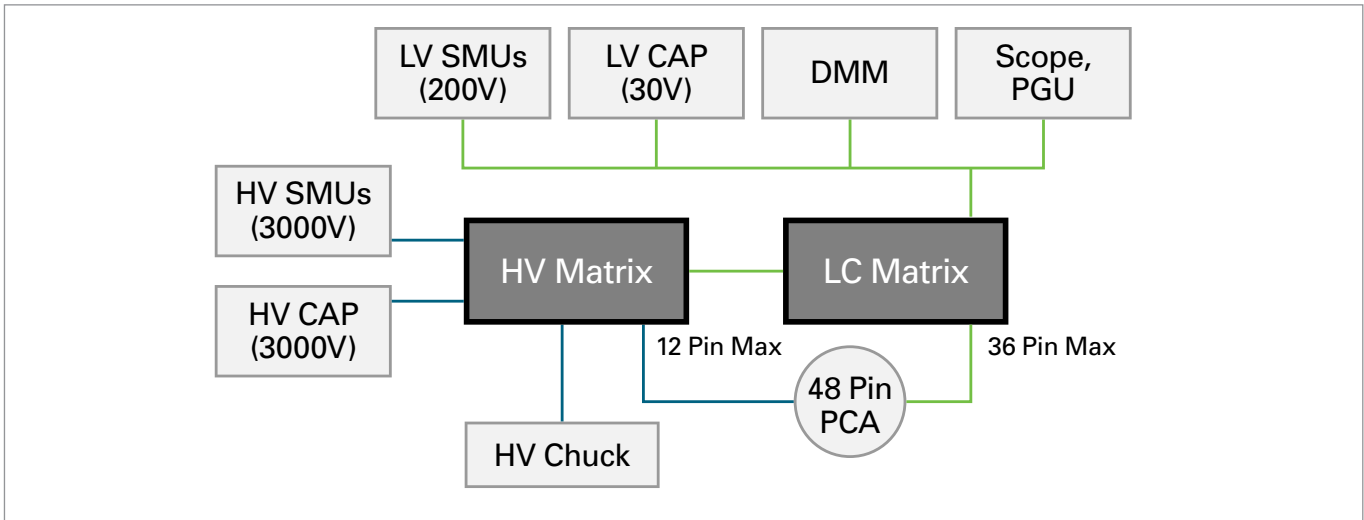 LV SMUs
(200V)
LV CAP
(30V)
DMM
Scope,
PGU
HV SMUs
(3000V)
HV CAP
(3000V)
HV Matrix
LC Matrix
12 Pin Max
36 Pin Max
48 Pin
PCA
HV Chuck